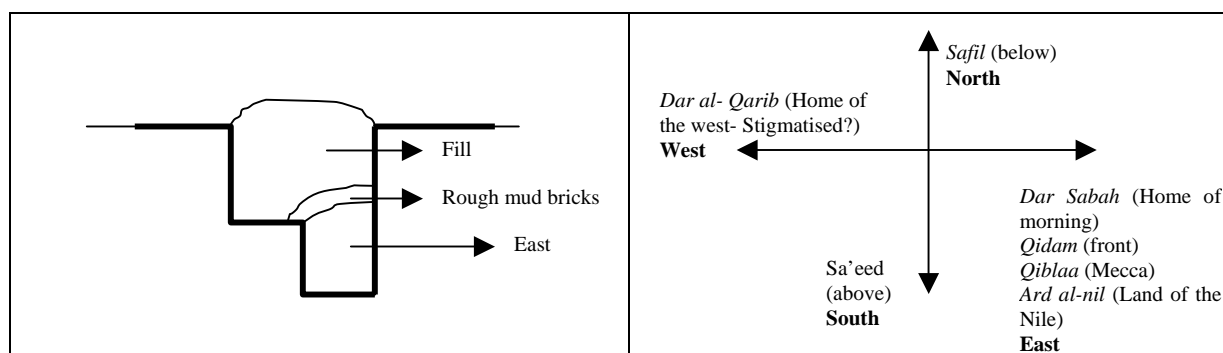 Fill
Rough mud bricks
East
Safil (below)
North
Dar al- Qarib (Home of
the west- Stigmatised?)
West
Dar Sabah (Home of
morning)
Qidam (front)
Qiblaa (Mecca)
Ard al-nil (Land of the
Nile)
East
Sa’eed
(above)
South